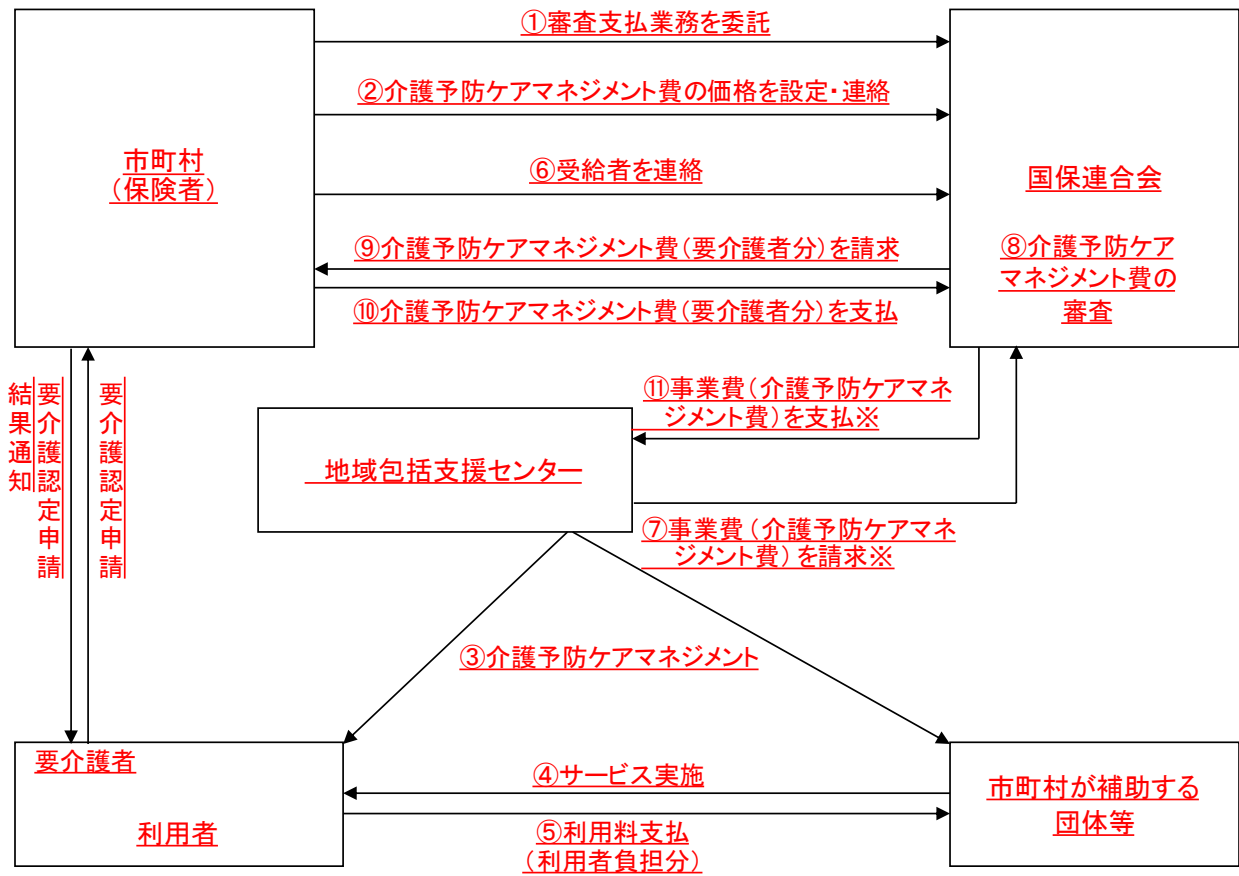 ①審査支払業務を委託
②介護予防ケアマネジメント費の価格を設定・連絡
市町村
（保険者）
⑥受給者を連絡
国保連合会
⑨介護予防ケアマネジメント費（要介護者分）を請求
⑧介護予防ケア
マネジメント費の
審査
⑩介護予防ケアマネジメント費（要介護者分）を支払
要介護認定申請
結果通知
要介護認定申請
⑪事業費（介護予防ケアマネ
ジメント費）を支払※
地域包括支援センター
⑦事業費（介護予防ケアマネ
ジメント費）を請求※
③介護予防ケアマネジメント
要介護者
利用者
④サービス実施
⑤利用料支払
（利用者負担分）
市町村が補助する
団体等